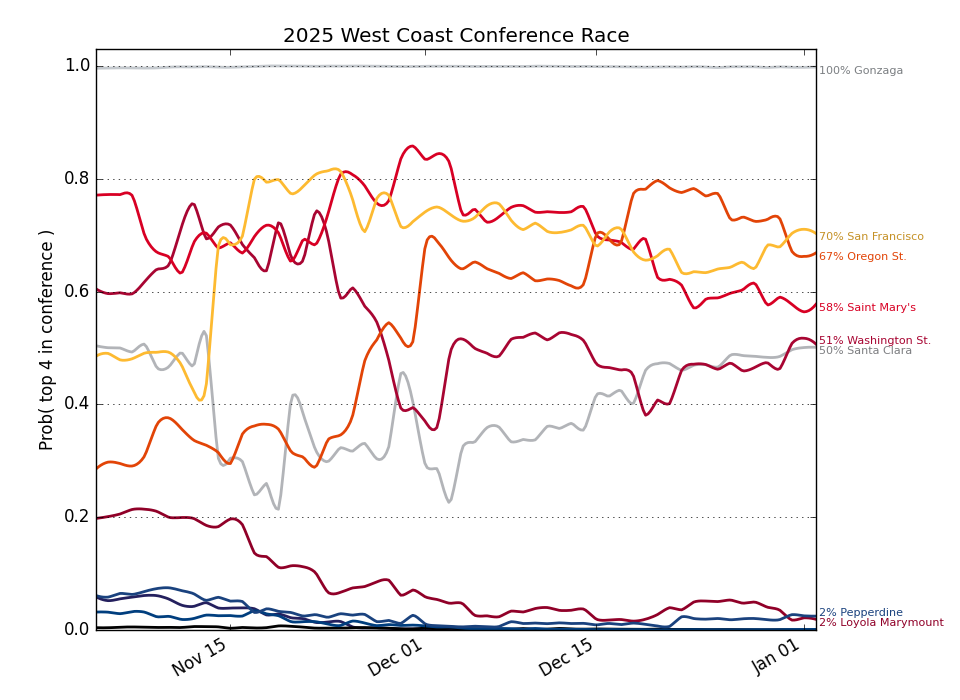 2025 West Coast Conference Race
1.0
0.8
0.6
0.4
0.2
0.0
Prob( top 4 in conference )
100% Gonzaga
70% San Francisco
67% Oregon St.
58% Saint Mary's
51% Washington St.
50% Santa Clara
2% Pepperdine
2% Loyola Marymount
Nov 15
Dec 01
Dec 15
Jan 01